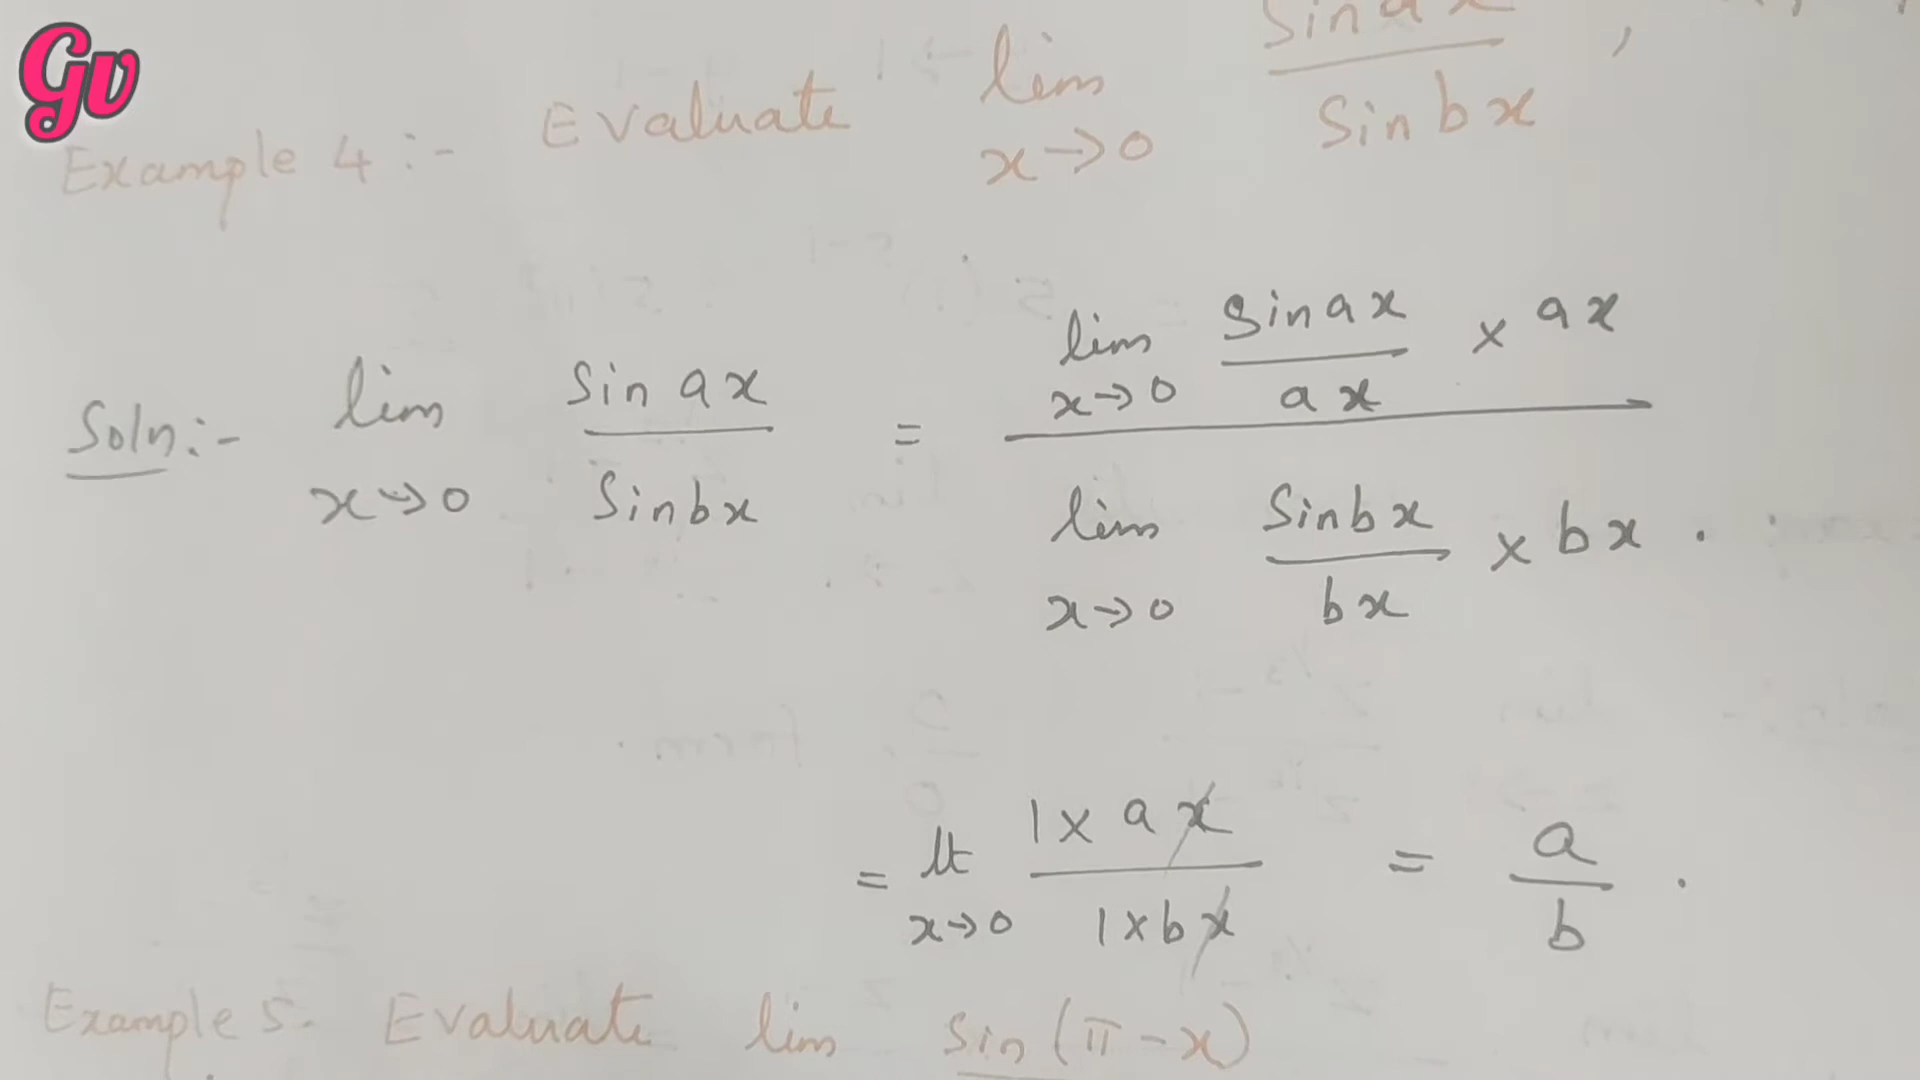 Gv
Example 4 :- Evaluate lim x→0 sin ax / Sin bx ,
Soln:- lim x→0 Sin ax / Sin bx = lim x→0 Sin ax / ax × ax / lim x→0 Sin bx / bx × bx .
= lt x→0 1 × a x / 1 × b x = a / b .
Example 5. Evaluate lim Sin (π - x)